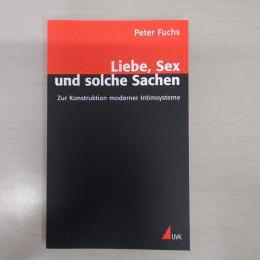 Peter Fuchs
Liebe, Sex
und solche Sachen
Zur Konstruktion moderner Intimsysteme
UVK